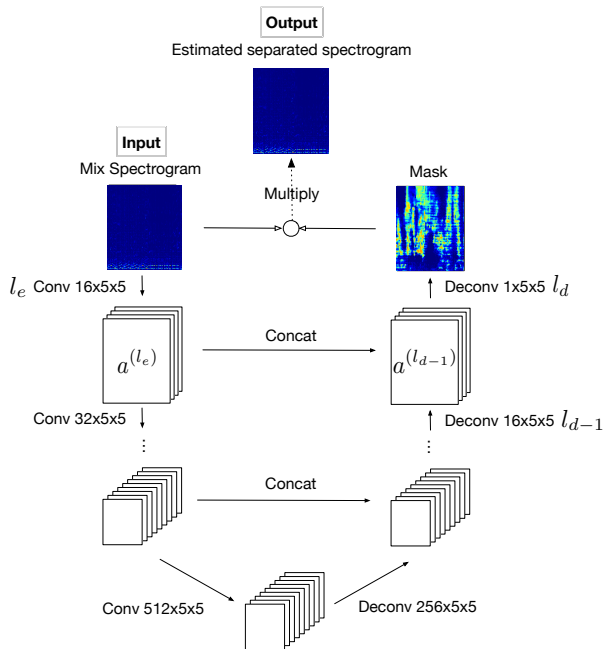 Output
Estimated separated spectrogram
Input
Mix Spectrogram
Mask
Multiply
l_e Conv 16x5x5
Deconv 1x5x5 l_d
a^{(l_e)}
Concat
a^{(l_{d-1})}
Conv 32x5x5
Deconv 16x5x5 l_{d-1}
...
...
Concat
Conv 512x5x5
Deconv 256x5x5